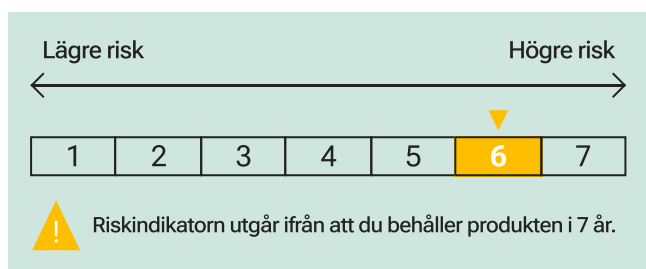 Lägre risk Högre risk
1 2 3 4 5 6 7
! Riskindikatorn utgår ifrån att du behåller produkten i 7 år.